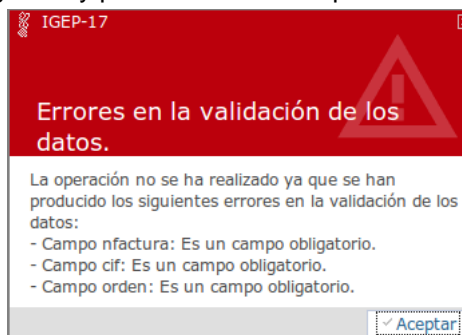 IGEP-17
Errores en la validación de los
datos.
La operación no se ha realizado ya que se han
producido los siguientes errores en la validación de los
datos:
- Campo nfactura: Es un campo obligatorio.
- Campo cif: Es un campo obligatorio.
- Campo orden: Es un campo obligatorio.
Aceptar